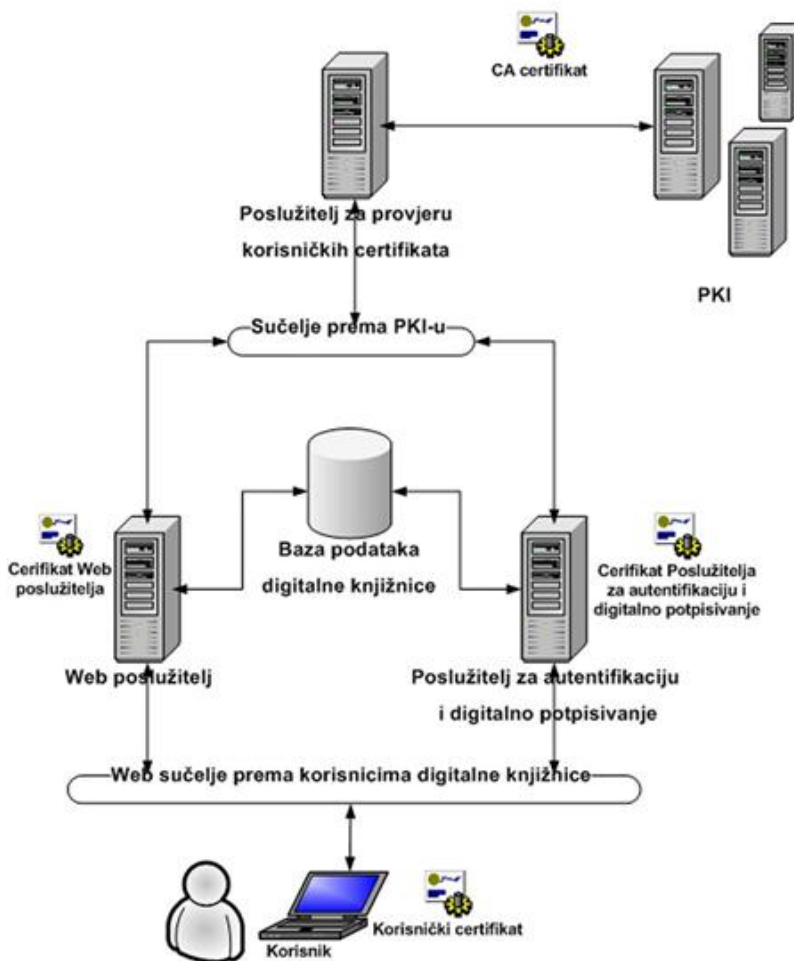 CA certifikat
Poslužitelj za provjeru
korisničkih certifikata
PKI
Sučelje prema PKI-u
Baza podataka
digitalne knjižnice
Cerifikat Web
poslužitelja
Cerifikat Poslužitelja
za autentifikaciju i
digitalno potpisivanje
Web poslužitelj
Poslužitelj za autentifikaciju
i digitalno potpisivanje
Web sučelje prema korisnicima digitalne knjižnice
Korisnik
Korisnički certifikat